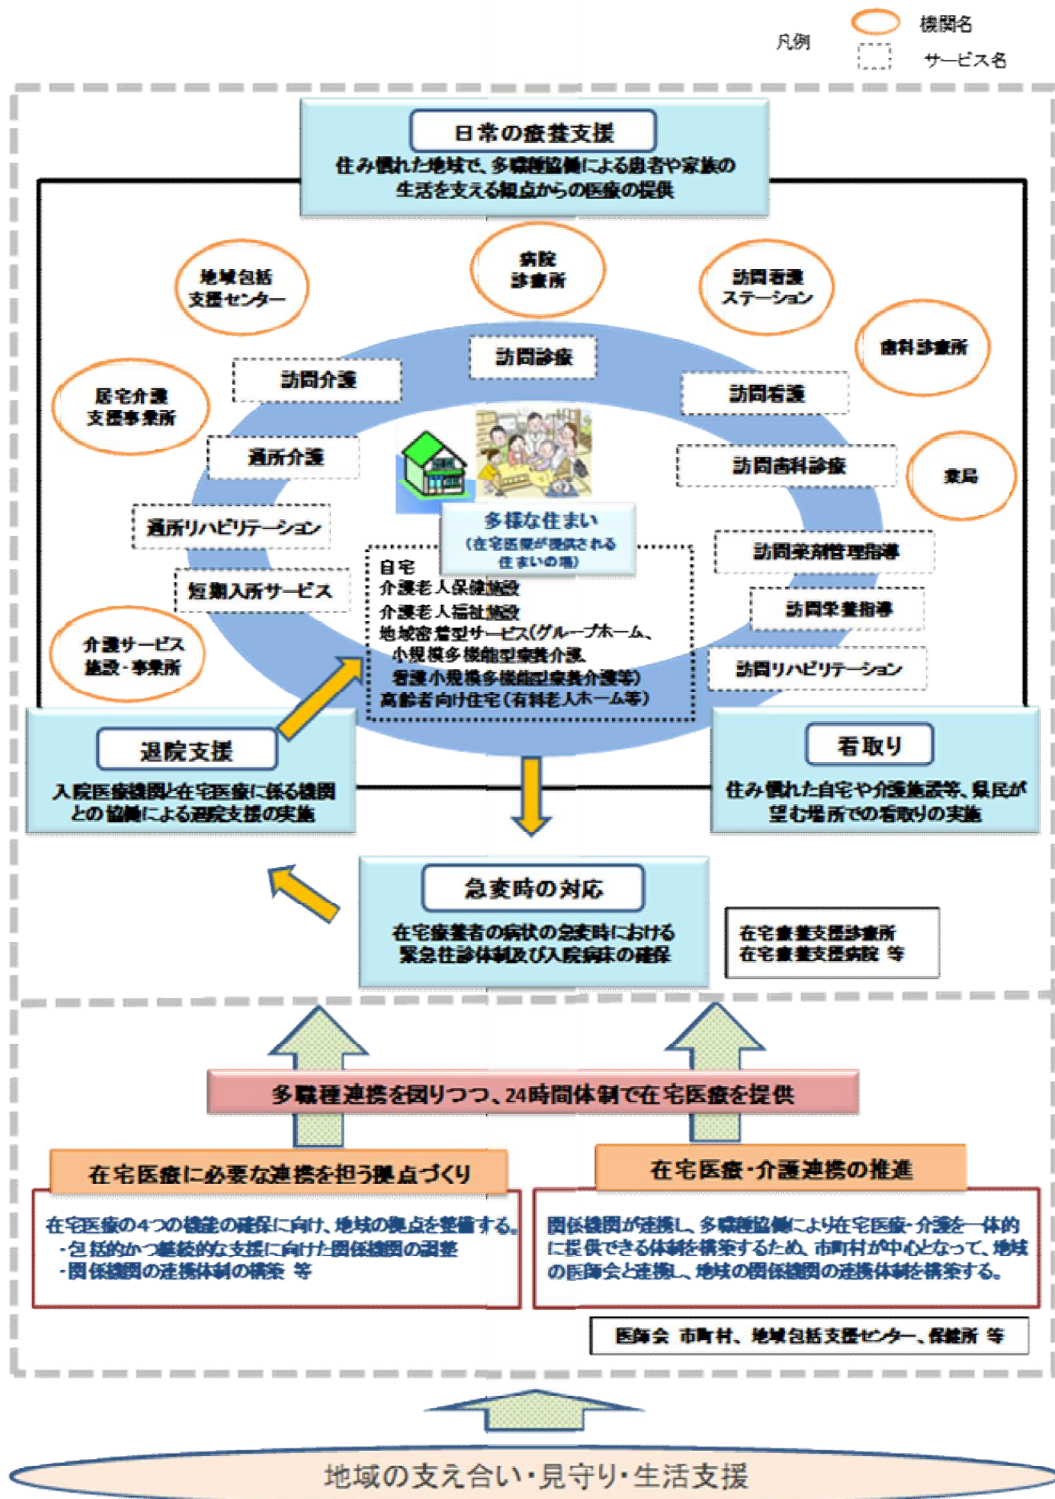 凡例
機関名
サービス名
日常の療養支援
住み慣れた地域で、多職種協働による患者や家族の
生活を支える観点からの医療の提供
病院
診療所
地域包括
支援センター
訪問看護
ステーション
歯科診療所
居宅介護
支援事業所
薬局
介護サービス
施設・事業所
訪問診療
訪問介護
訪問看護
通所介護
訪問歯科診療
通所リハビリテーション
訪問薬剤管理指導
短期入所サービス
訪問栄養指導
訪問リハビリテーション
多様な住まい
(在宅医療が提供される
住まいの場)
自宅
介護老人保健施設
介護老人福祉施設
地域密着型サービス(グループホーム、
小規模多機能型療養介護、
看護小規模多機能型療養介護等)
高齢者向け住宅(有料老人ホーム等)
退院支援
入院医療機関と在宅医療に係る機関
との協働による退院支援の実施
看取り
住み慣れた自宅や介護施設等、県民が
望む場所での看取りの実施
急変時の対応
在宅療養者の病状の急変時における
緊急往診体制及び入院病床の確保
在宅療養支援診療所
在宅療養支援病院 等
多職種連携を図りつつ、24時間体制で在宅医療を提供
在宅医療に必要な連携を担う拠点づくり
在宅医療の4つの機能の確保に向け、地域の拠点を整備する。
・包括的かつ継続的な支援に向けた関係機関の調整
・関係機関の連携体制の構築 等
在宅医療・介護連携の推進
関係機関が連携し、多職種協働により在宅医療・介護を一体的
に提供できる体制を構築するため、市町村が中心となって、地域
の医師会と連携し、地域の関係機関の連携体制を構築する。
医師会 市町村、地域包括支援センター、保健所 等
地域の支え合い・見守り・生活支援